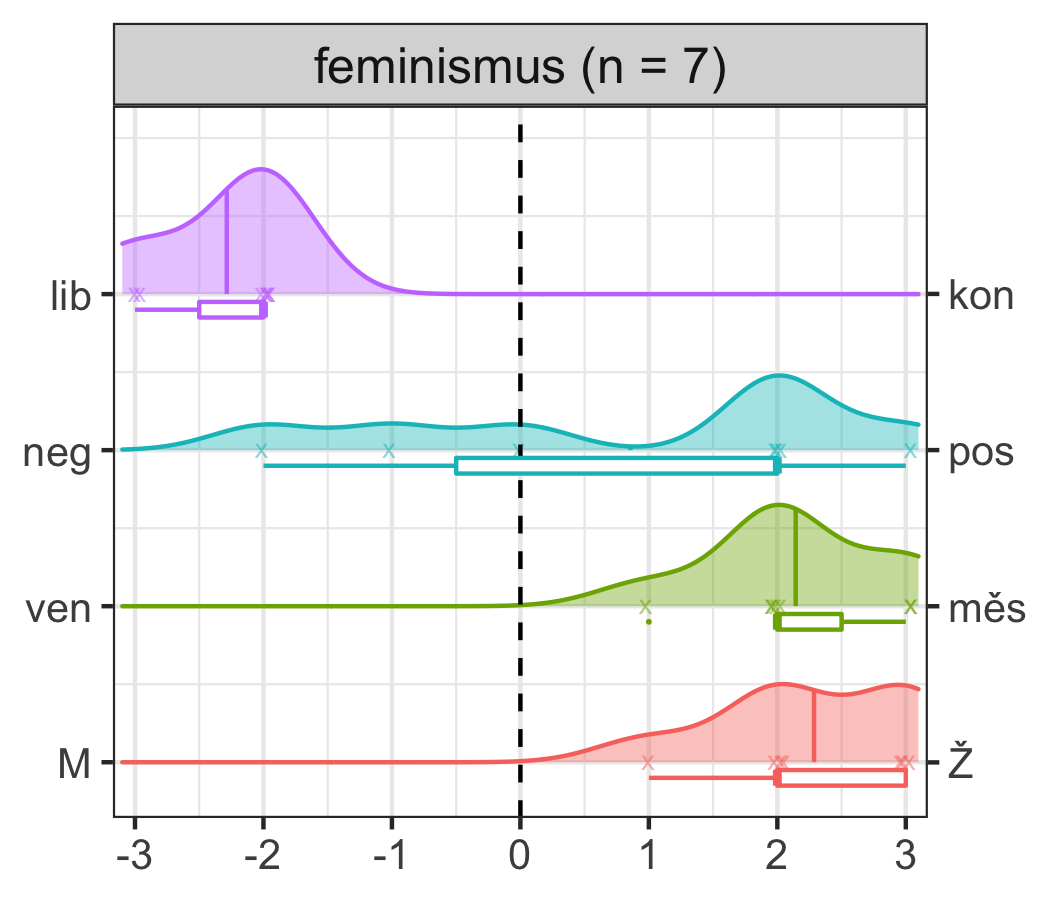 feminismus (n = 7)
lib kon
neg pos
ven měs
M Ž
-3 -2 -1 0 1 2 3